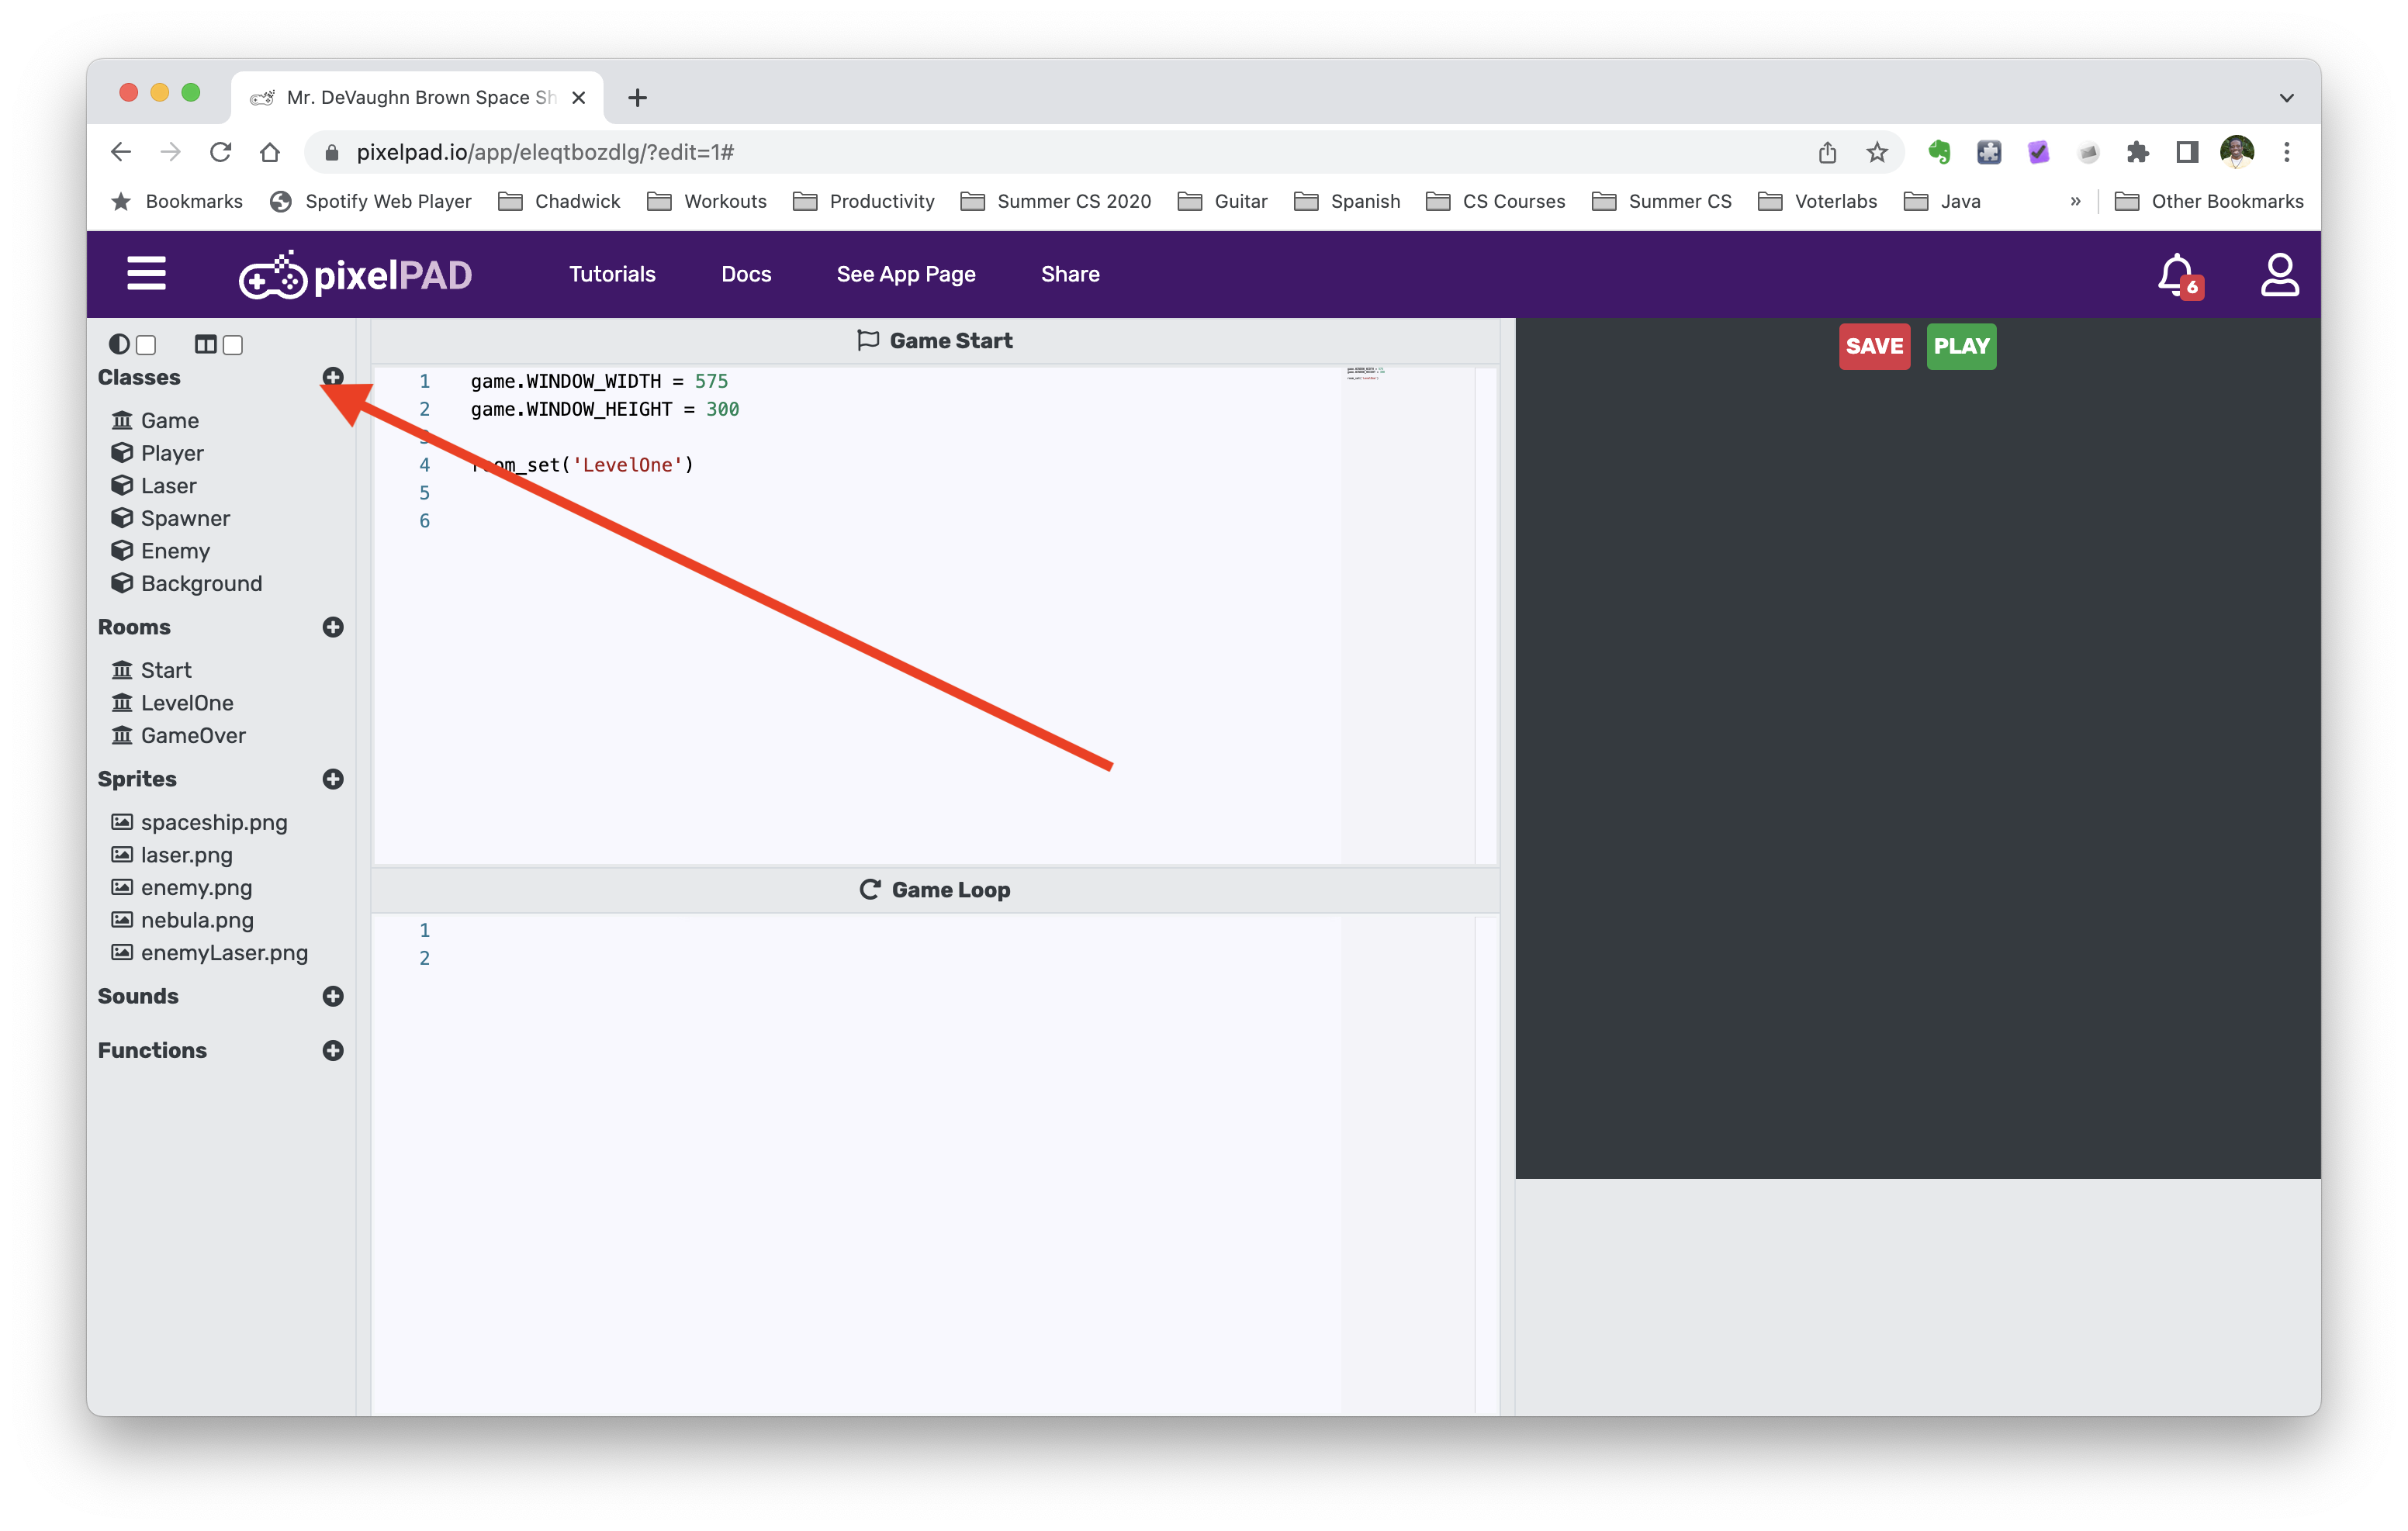 Mr. DeVaughn Brown Space Sh
pixelpad.io/app/eleqtbozdlg/?edit=1#
Bookmarks Spotify Web Player Chadwick Workouts Productivity Summer CS 2020 Guitar Spanish CS Courses Summer CS Voterlabs Java » Other Bookmarks
pixelPAD Tutorials Docs See App Page Share 6
Classes
Game
Player
Laser
Spawner
Enemy
Background
Rooms
Start
LevelOne
GameOver
Sprites
spaceship.png
laser.png
enemy.png
nebula.png
enemyLaser.png
Sounds
Functions
Game Start
1 game.WINDOW_WIDTH = 575
2 game.WINDOW_HEIGHT = 300
3
4 room_set('LevelOne')
5
6
Game Loop
1
2
SAVE PLAY